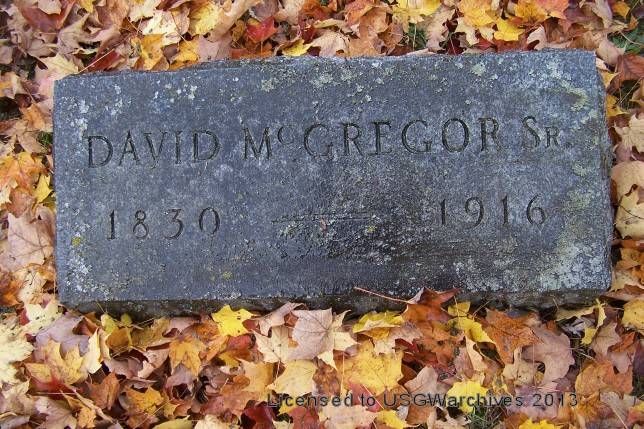 DAVID McGREGOR SR.
1830 — 1916
Licensed to USGWarchives 2013